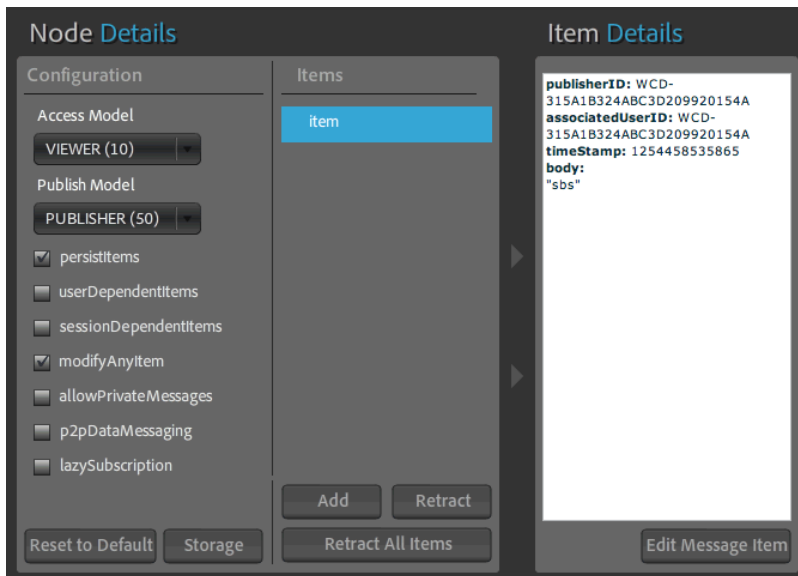 Node Details
Configuration
Access Model
VIEWER (10)
Publish Model
PUBLISHER (50)
persistItems
userDependentItems
sessionDependentItems
modifyAnyItem
allowPrivateMessages
p2pDataMessaging
lazySubscription
Reset to Default
Storage
Items
item
Add
Retract
Retract All Items
Item Details
publisherID: WCD-
315A1B324ABC3D209920154A
associatedUserID: WCD-
315A1B324ABC3D209920154A
timeStamp: 1254458535865
body:
"sbs"
Edit Message Item